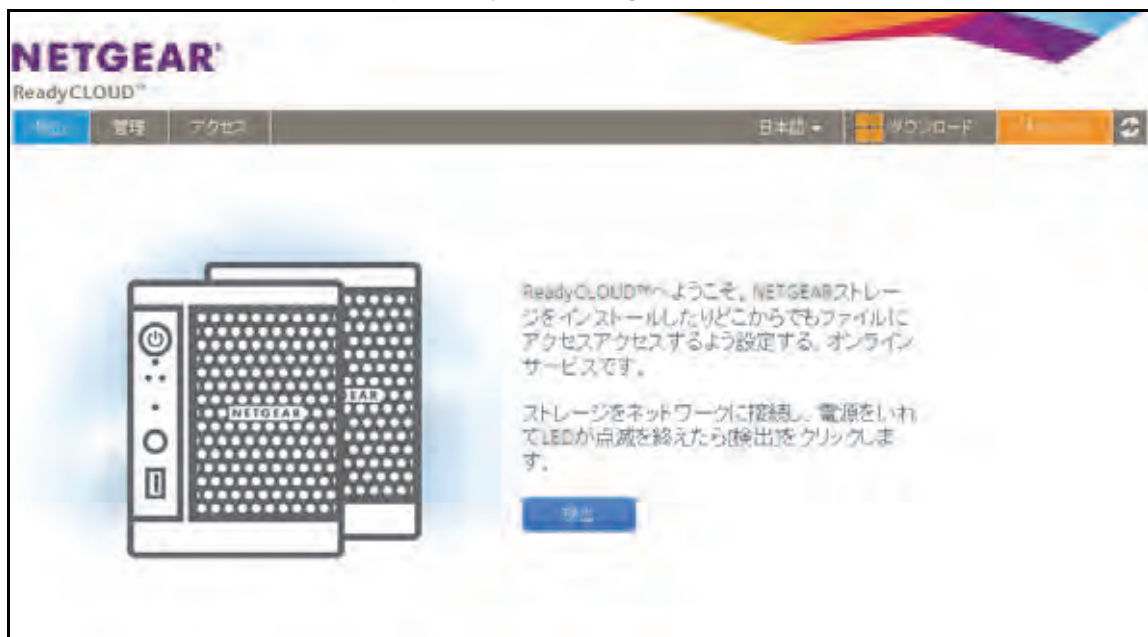 NETGEAR®
ReadyCLOUD™
検出 管理 アクセス 日本語 ダウンロード
ReadyCLOUD™へようこそ。NETGEARストレー
ジをインストールしたりどこからでもファイルに
アクセスアクセスするよう設定する、オンライン
サービスです。
ストレージをネットワークに接続し、電源をいれ
てLEDが点滅を終えたら[検出]をクリックしま
す。
検出
NETGEAR
EAR